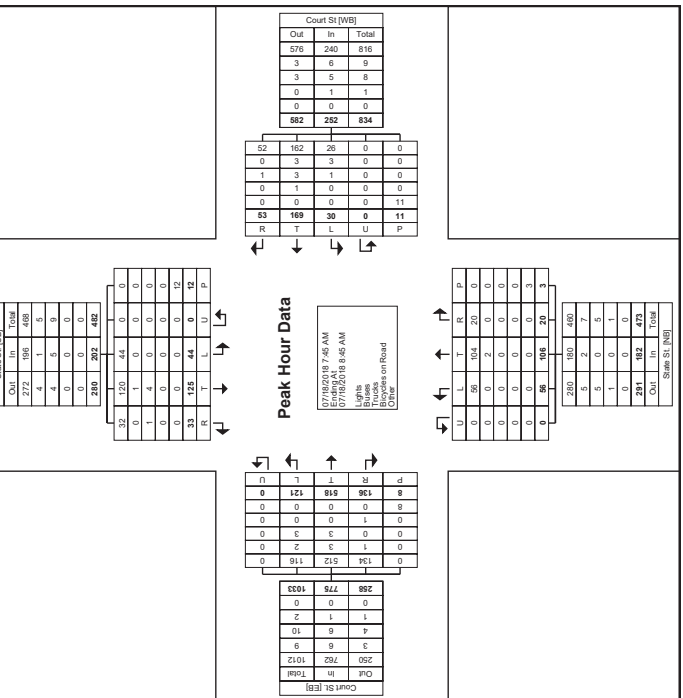 Court St [WB]
Out In Total
576 240 816
3 6 9
3 5 8
0 1 1
0 0 0
582 252 834
52 162 26 0 0
0 3 3 0 0
1 3 1 0 0
0 1 0 0 0
0 0 0 0 11
53 169 30 0 11
R T L U P
Out In Total
272 196 468
4 1 5
4 5 9
0 0 0
0 0 0
280 202 482
32 120 44 0 0
0 1 0 0 0
1 4 0 0 0
0 0 0 0 0
0 0 0 0 12
33 125 44 0 12
R T L U P
Peak Hour Data
07/18/2018 7:45 AM
Ending At
07/18/2018 8:45 AM
Lights
Buses
Trucks
Bicycles on Road
Other
U L T R P
0 56 104 20 0
0 0 2 0 0
0 0 0 0 0
0 0 0 0 0
0 0 0 0 3
0 56 106 20 3
280 180 460
5 2 7
5 0 5
1 0 1
0 0 0
291 182 473
Out In Total
State St. [NB]
Court St. [EB]
Out In Total
250 762 1012
3 6 9
4 6 10
1 1 2
0 0 0
258 775 1033
0 134 512 116 0
0 1 3 2 0
0 0 3 3 0
0 1 0 0 0
8 0 0 0 0
8 136 518 121 0
P R T L U